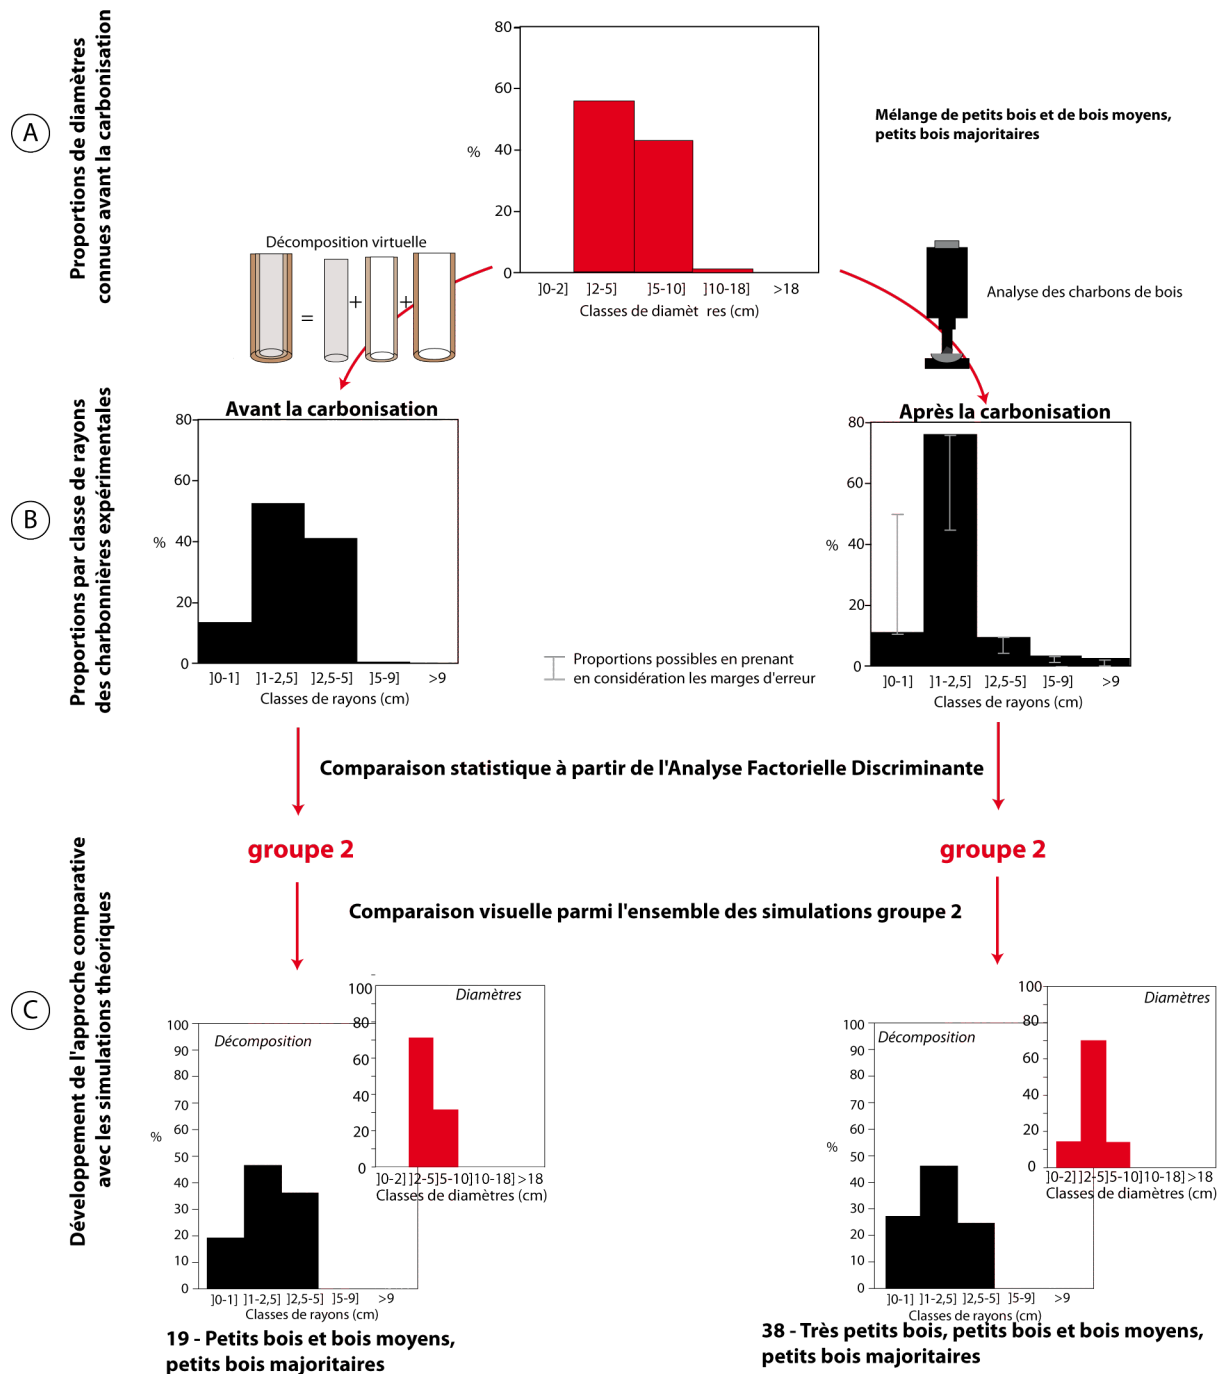 A
Proportions de diamètres
connues avant la carbonisation
80
60
40
20
0
%
]0-2] ]2-5] ]5-10] ]10-18] >18
Classes de diamèt res (cm)
Mélange de petits bois et de bois moyens,
petits bois majoritaires
Décomposition virtuelle
= + +
Analyse des charbons de bois
B
Proportions par classe de rayons
des charbonnières expérimentales
Avant la carbonisation
80
60
40
20
0
%
]0-1] ]1-2,5] ]2,5-5] ]5-9] >9
Classes de rayons (cm)
Proportions possibles en prenant
en considération les marges d'erreur
Après la carbonisation
80
60
40
20
0
%
]0-1] ]1-2,5] ]2,5-5] ]5-9] >9
Classes de rayons (cm)
Comparaison statistique à partir de l'Analyse Factorielle Discriminante
groupe 2
groupe 2
Comparaison visuelle parmi l'ensemble des simulations groupe 2
C
Développement de l'approche comparative
avec les simulations théoriques
Décomposition
100
90
80
70
60
50
40
30
20
10
0
%
]0-1] ]1-2,5] ]2,5-5] ]5-9] >9
Classes de rayons (cm)
Diamètres
100
80
60
40
20
0
]0-2] ]2-5] ]5-10] ]10-18] >18
Classes de diamètres (cm)
19 - Petits bois et bois moyens,
petits bois majoritaires
Décomposition
100
90
80
70
60
50
40
30
20
10
0
%
]0-1] ]1-2,5] ]2,5-5] ]5-9] >9
Classes de rayons (cm)
Diamètres
100
80
60
40
20
0
]0-2] ]2-5] ]5-10] ]10-18] >18
Classes de diamètres (cm)
38 - Très petits bois, petits bois et bois moyens,
petits bois majoritaires